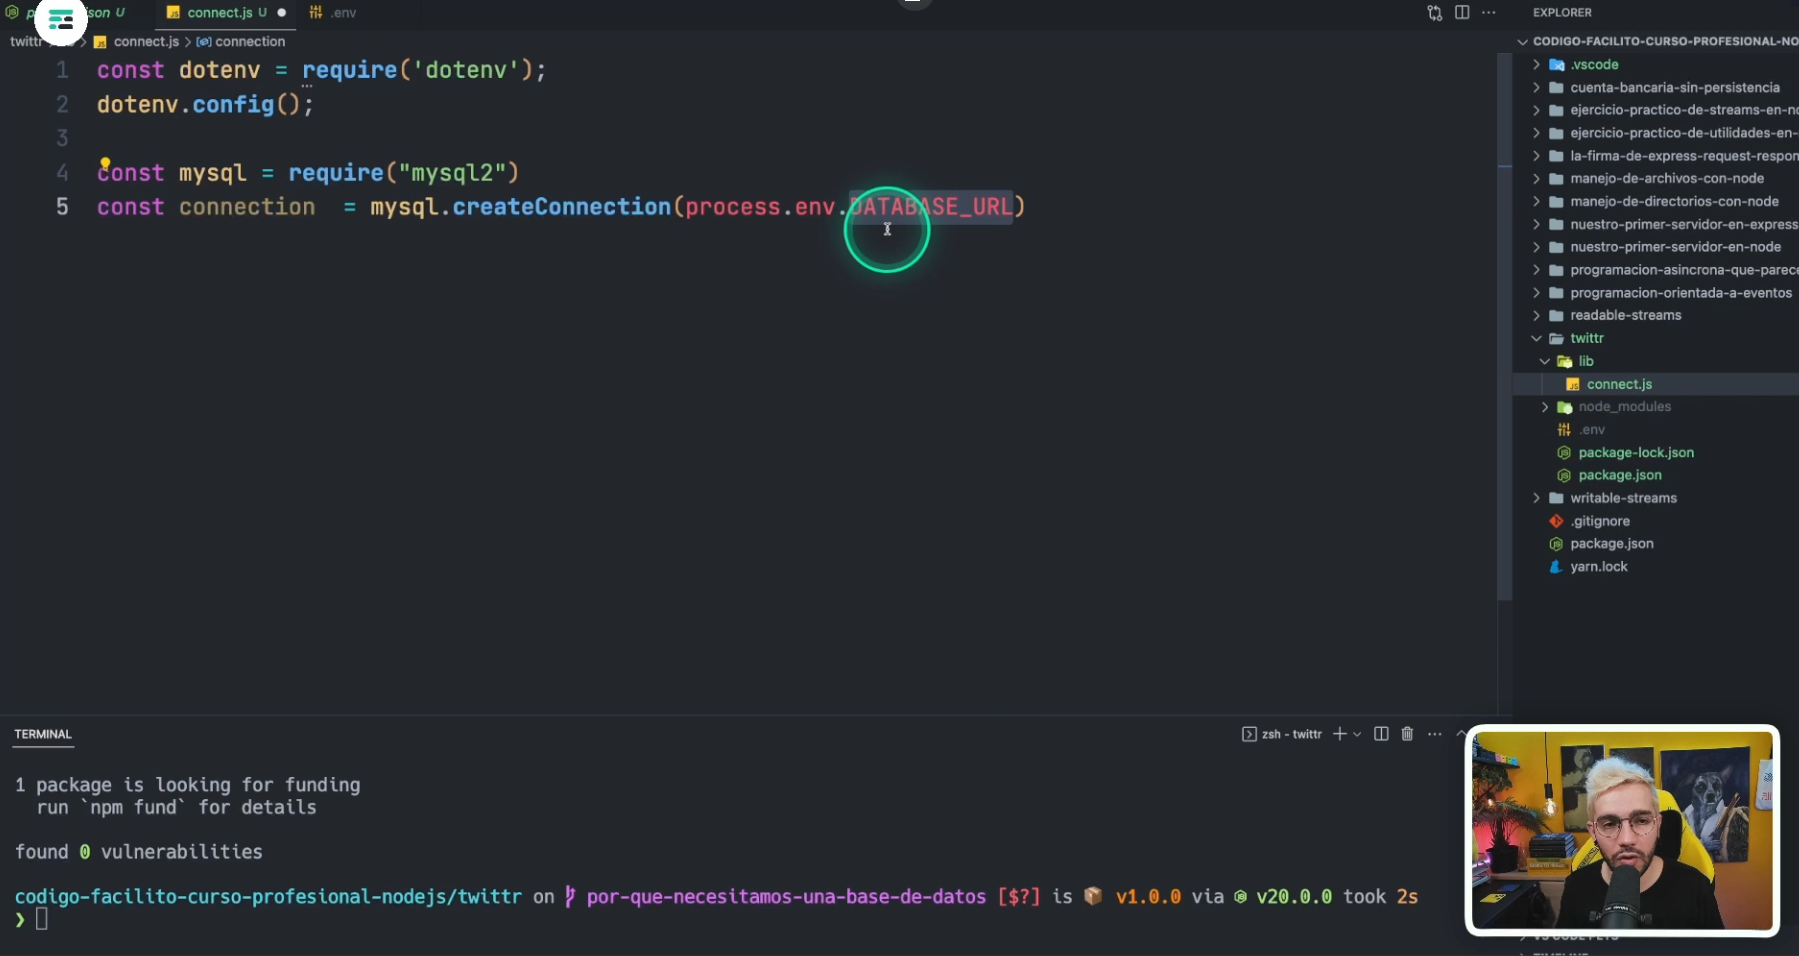 json U
connect.js U
.env
twittr
connect.js
connection
1 const dotenv = require('dotenv');
2 dotenv.config();
3
4 const mysql = require("mysql2")
5 const connection = mysql.createConnection(process.env.DATABASE_URL)
EXPLORER
CODIGO-FACILITO-CURSO-PROFESIONAL-NO
.vscode
cuenta-bancaria-sin-persistencia
ejercicio-practico-de-streams-en-no
ejercicio-practico-de-utilidades-en-
la-firma-de-express-request-respon
manejo-de-archivos-con-node
manejo-de-directorios-con-node
nuestro-primer-servidor-en-express
nuestro-primer-servidor-en-node
programacion-asincrona-que-parece
programacion-orientada-a-eventos
readable-streams
twittr
lib
connect.js
node_modules
.env
package-lock.json
package.json
writable-streams
.gitignore
package.json
yarn.lock
TERMINAL
zsh - twittr
1 package is looking for funding
run `npm fund` for details
found 0 vulnerabilities
codigo-facilito-curso-profesional-nodejs/twittr on por-que-necesitamos-una-base-de-datos [$?] is v1.0.0 via v20.0.0 took 2s
❯